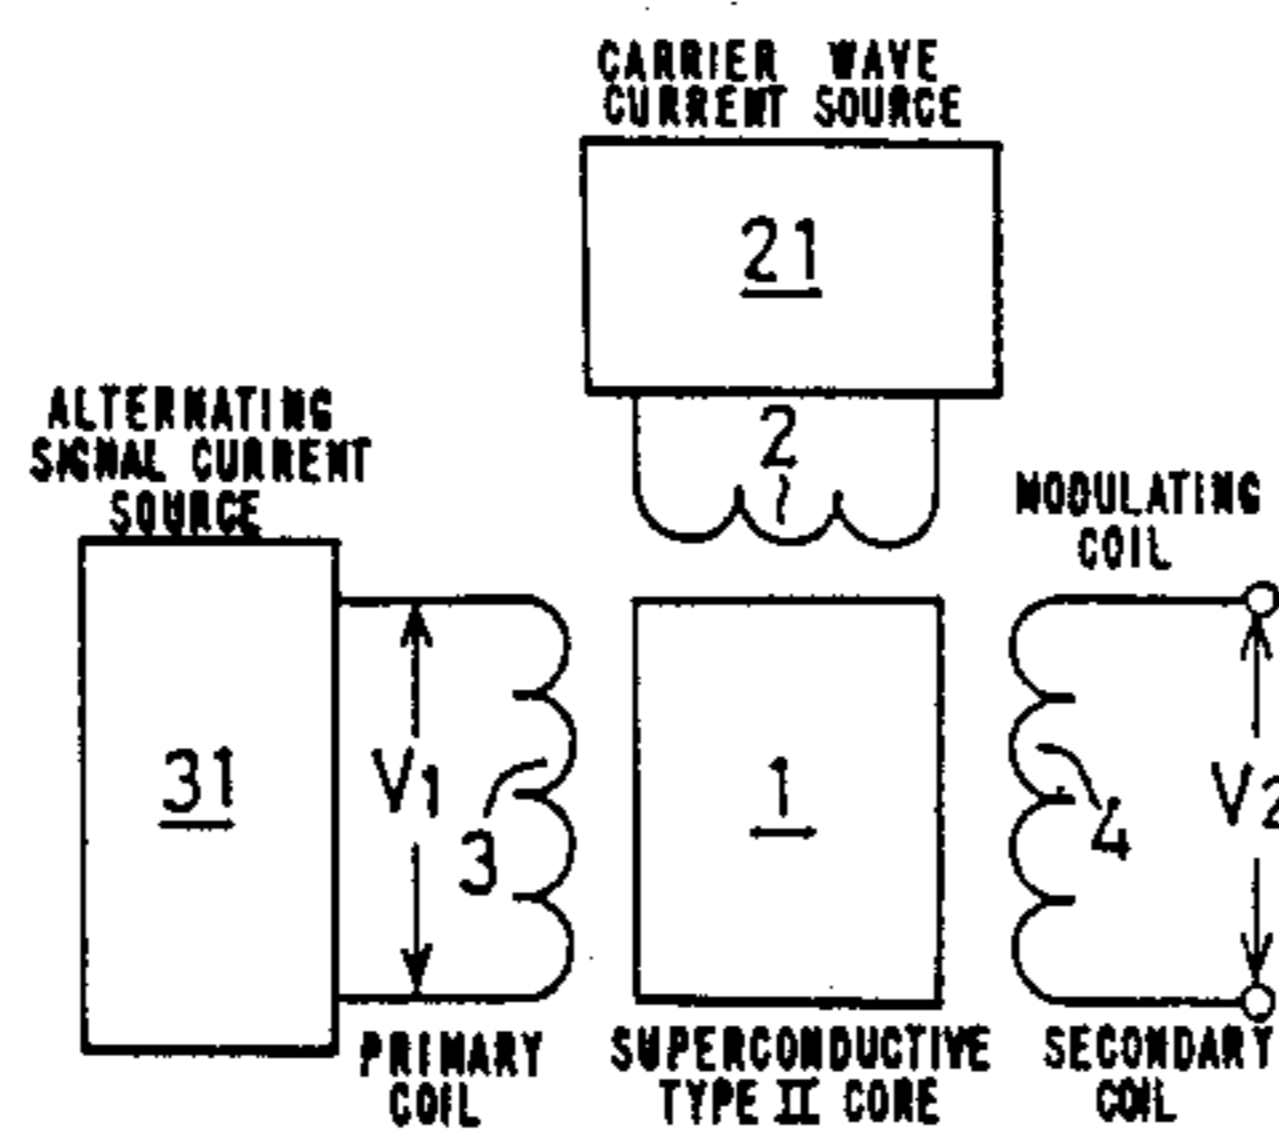 CARRIER WAVE
CURRENT SOURCE
21
2
ALTERNATING
SIGNAL CURRENT
SOURCE
MODULATING
COIL
31
V1
3
1
4
V2
PRIMARY
COIL
SUPERCONDUCTIVE
TYPE II CORE
SECONDARY
COIL